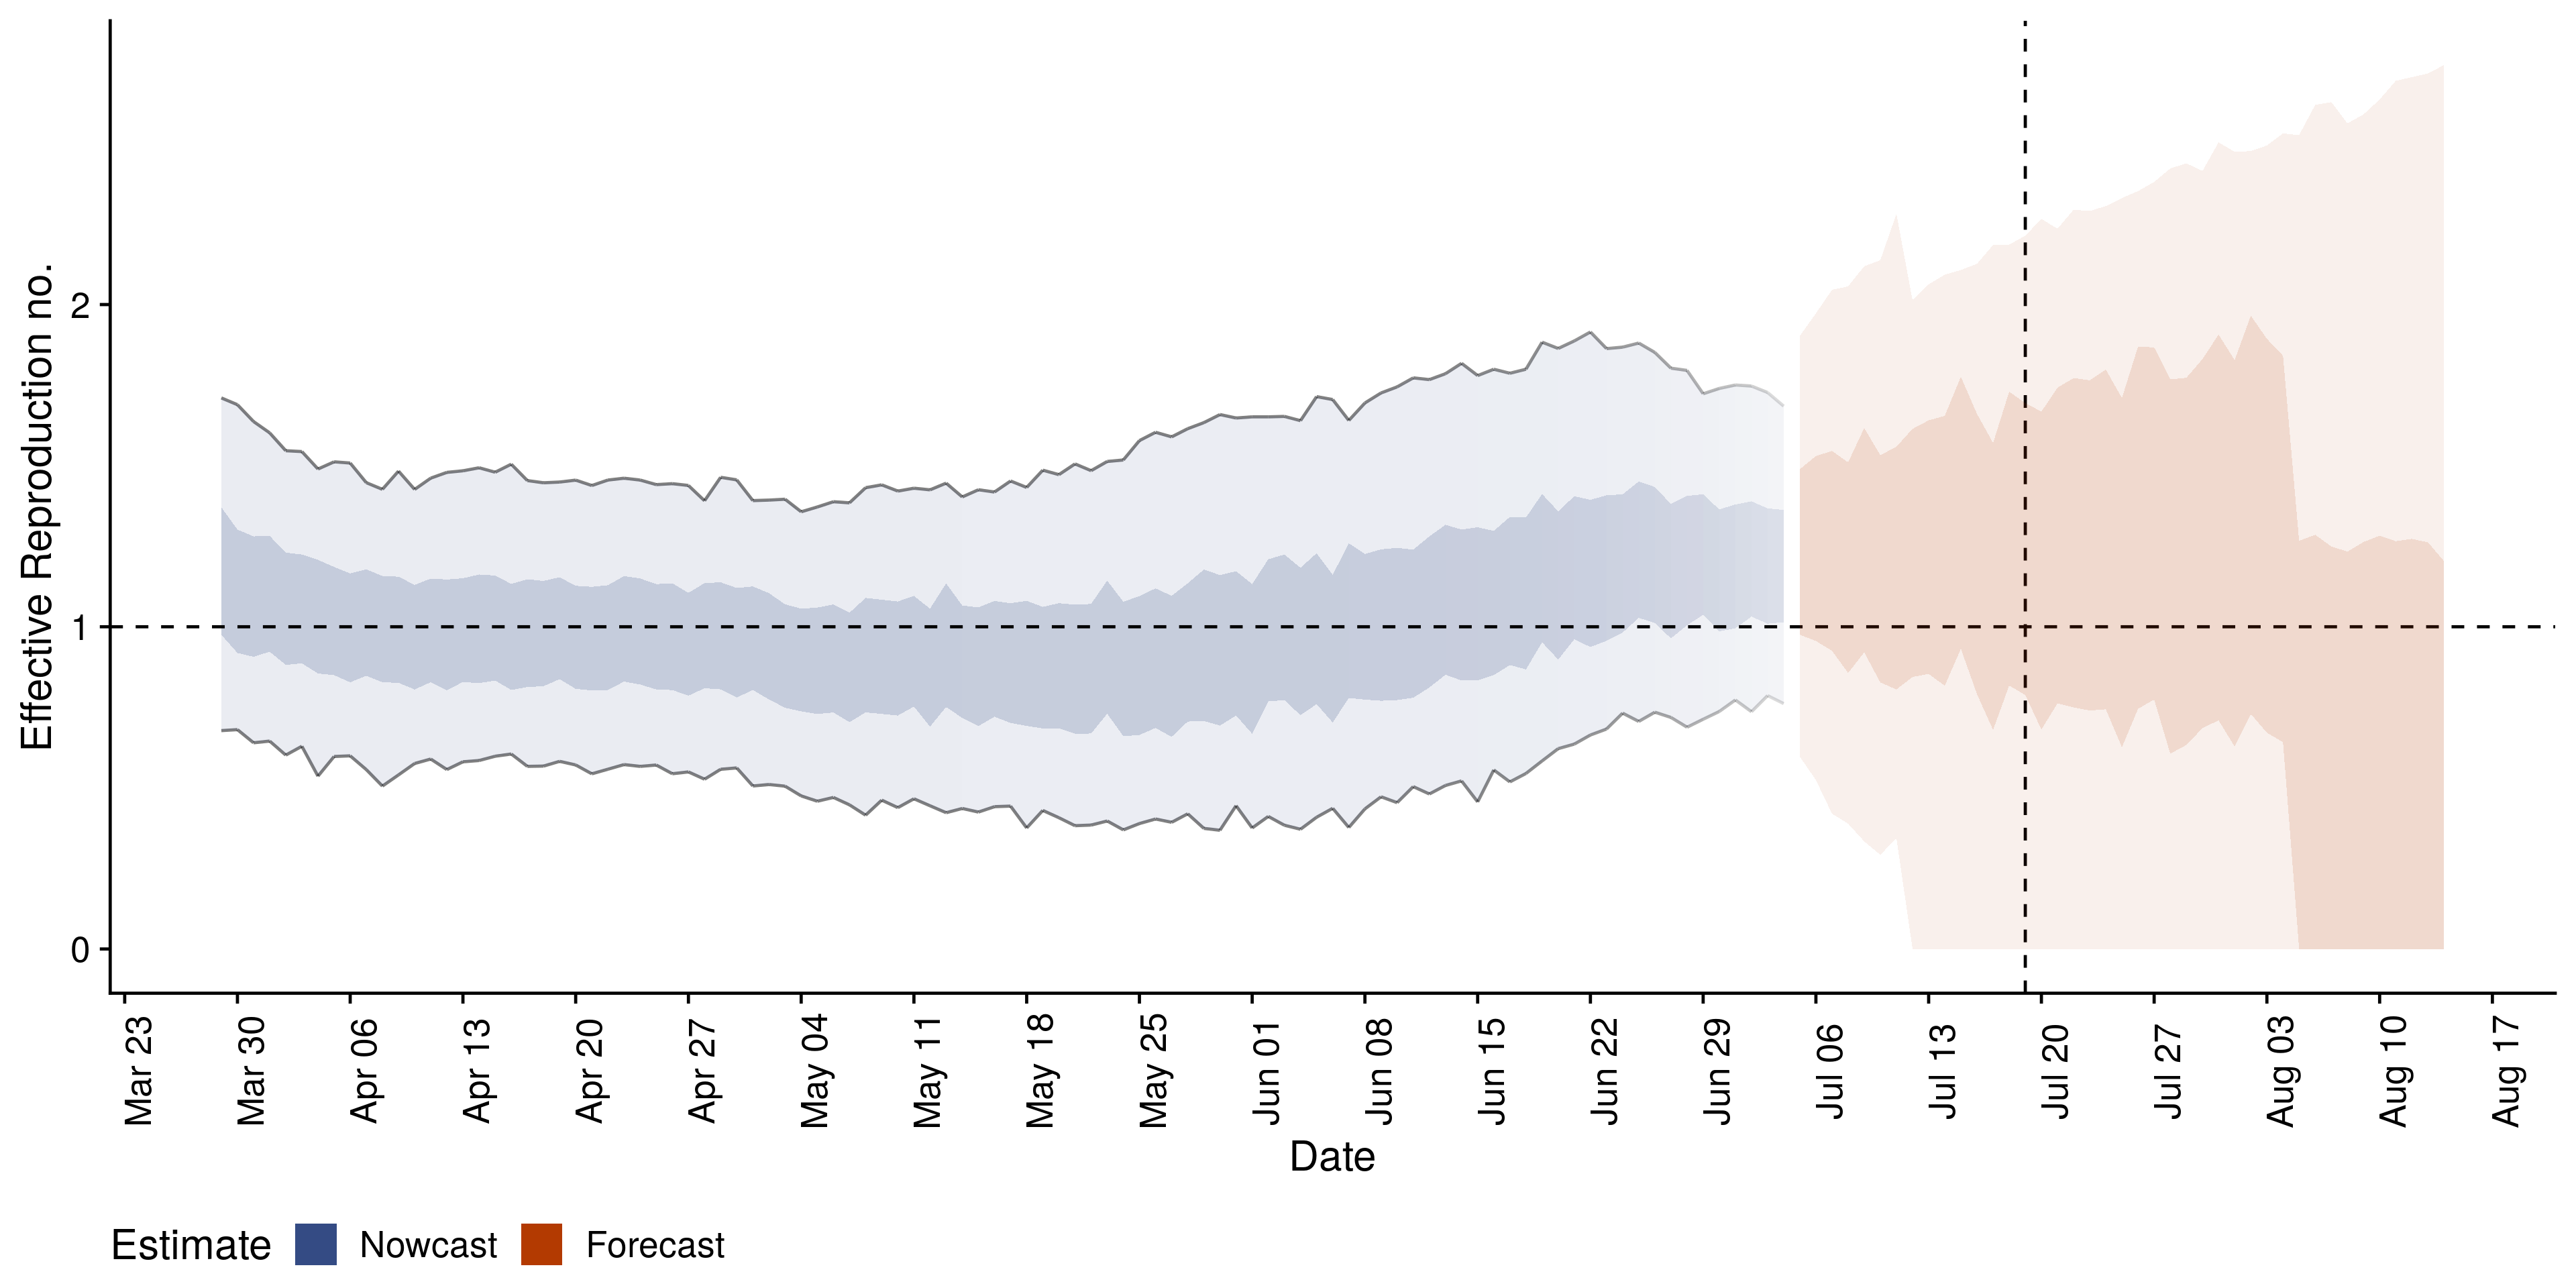 Effective Reproduction no.
2
1
0
Mar 23
Mar 30
Apr 06
Apr 13
Apr 20
Apr 27
May 04
May 11
May 18
May 25
Jun 01
Jun 08
Jun 15
Jun 22
Jun 29
Jul 06
Jul 13
Jul 20
Jul 27
Aug 03
Aug 10
Aug 17
Date
Estimate Nowcast Forecast